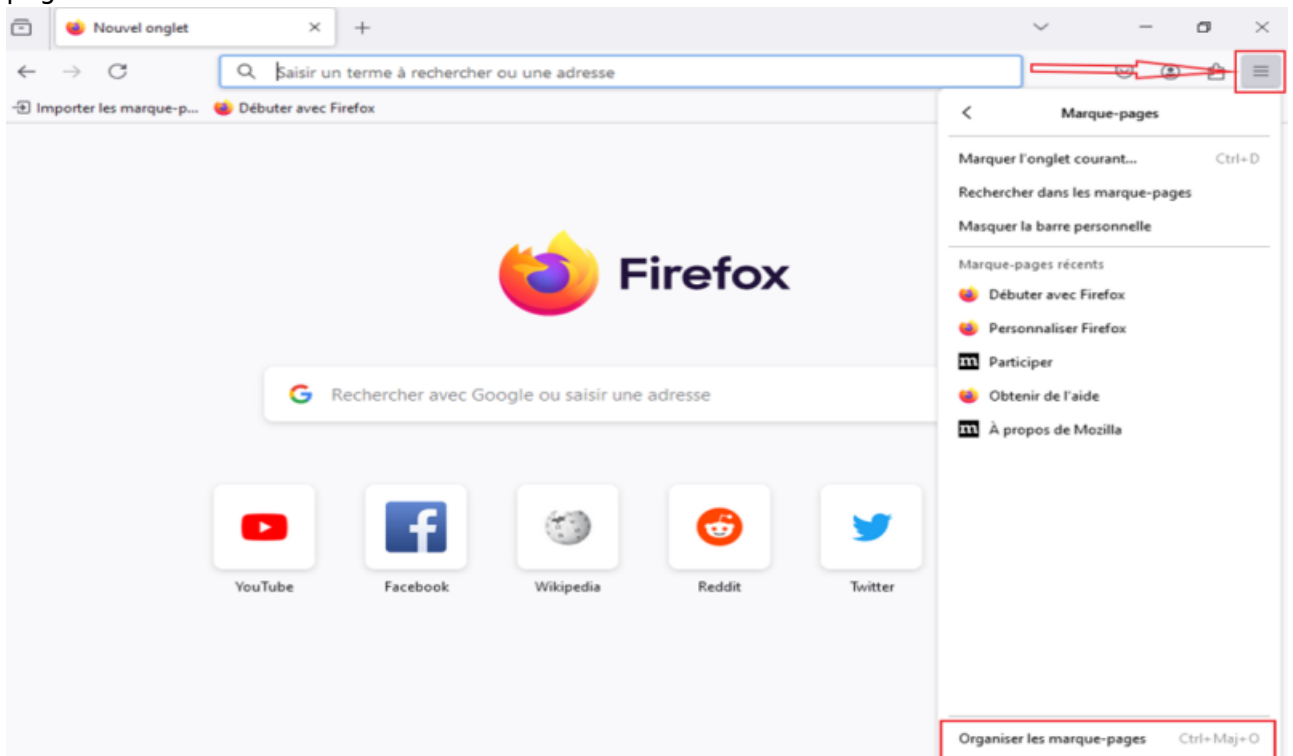 Nouvel onglet
Saisir un terme à rechercher ou une adresse
Importer les marque-p...
Débuter avec Firefox
Marque-pages
Marquer l'onglet courant... Ctrl+D
Rechercher dans les marque-pages
Masquer la barre personnelle
Marque-pages récents
Débuter avec Firefox
Personnaliser Firefox
Participer
Obtenir de l'aide
À propos de Mozilla
Firefox
Rechercher avec Google ou saisir une adresse
YouTube
Facebook
Wikipedia
Reddit
Twitter
Organiser les marque-pages Ctrl+Maj+O